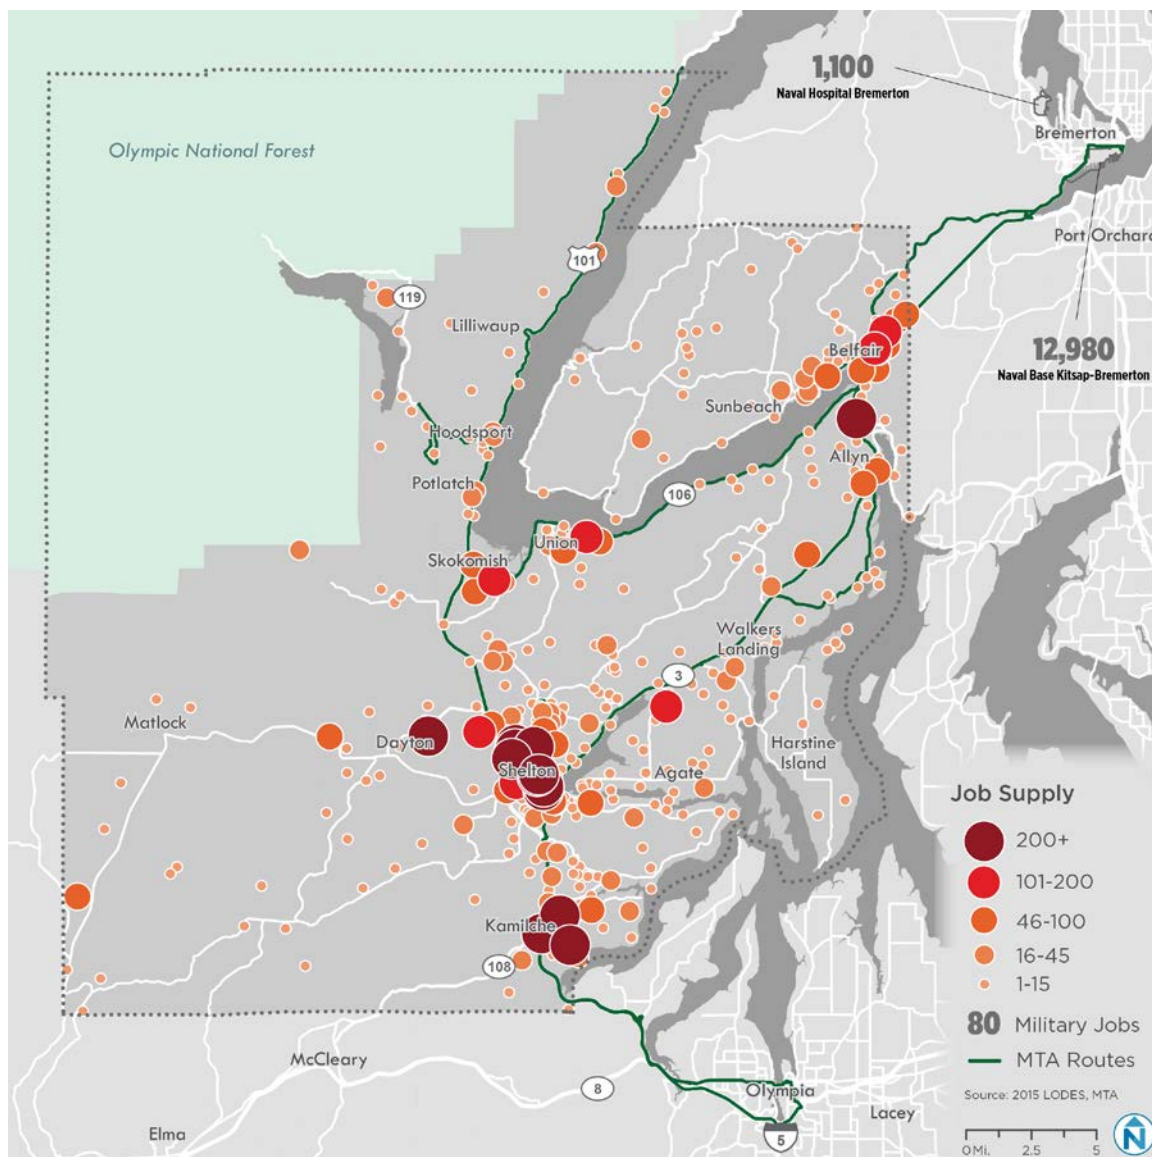 1,100
Naval Hospital Bremerton
Bremerton
Olympic National Forest
Port Orchard
101
119
Lilliwaup
12,980
Naval Base Kitsap-Bremerton
Belfair
Sunbeach
Hoodsport
Allyn
Potlatch
106
Union
Skokomish
Walkers
Landing
3
Matlock
Dayton
Harstine
Island
Shelton
Agate
Kamilche
108
McCleary
8
Olympia
Lacey
Elma
5
Job Supply
200+
101-200
46-100
16-45
1-15
80 Military Jobs
MTA Routes
Source: 2015 LODES, MTA
0 Mi. 2.5 5
N